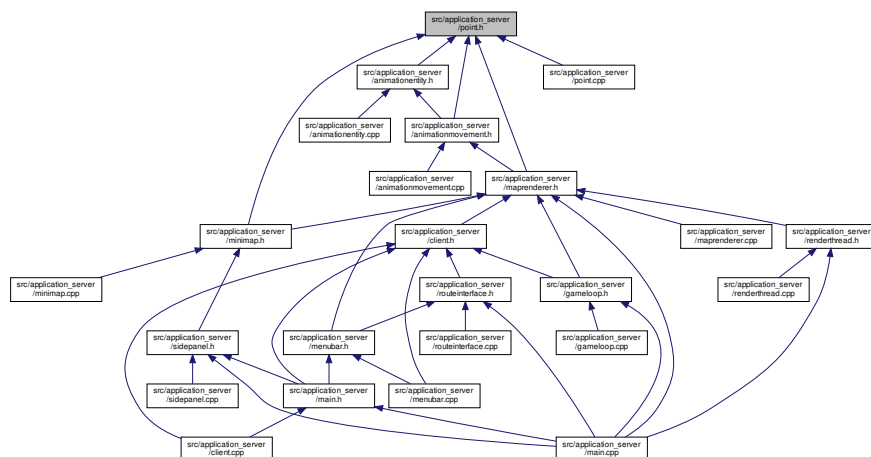 src/application_server
/point.h
src/application_server
/animationentity.h
src/application_server
/point.cpp
src/application_server
/animationentity.cpp
src/application_server
/animationmovement.h
src/application_server
/animationmovement.cpp
src/application_server
/maprenderer.h
src/application_server
/minimap.h
src/application_server
/client.h
src/application_server
/maprenderer.cpp
src/application_server
/renderthread.h
src/application_server
/minimap.cpp
src/application_server
/routeinterface.h
src/application_server
/gameloop.h
src/application_server
/renderthread.cpp
src/application_server
/sidepanel.h
src/application_server
/menubar.h
src/application_server
/routeinterface.cpp
src/application_server
/gameloop.cpp
src/application_server
/sidepanel.cpp
src/application_server
/main.h
src/application_server
/menubar.cpp
src/application_server
/client.cpp
src/application_server
/main.cpp